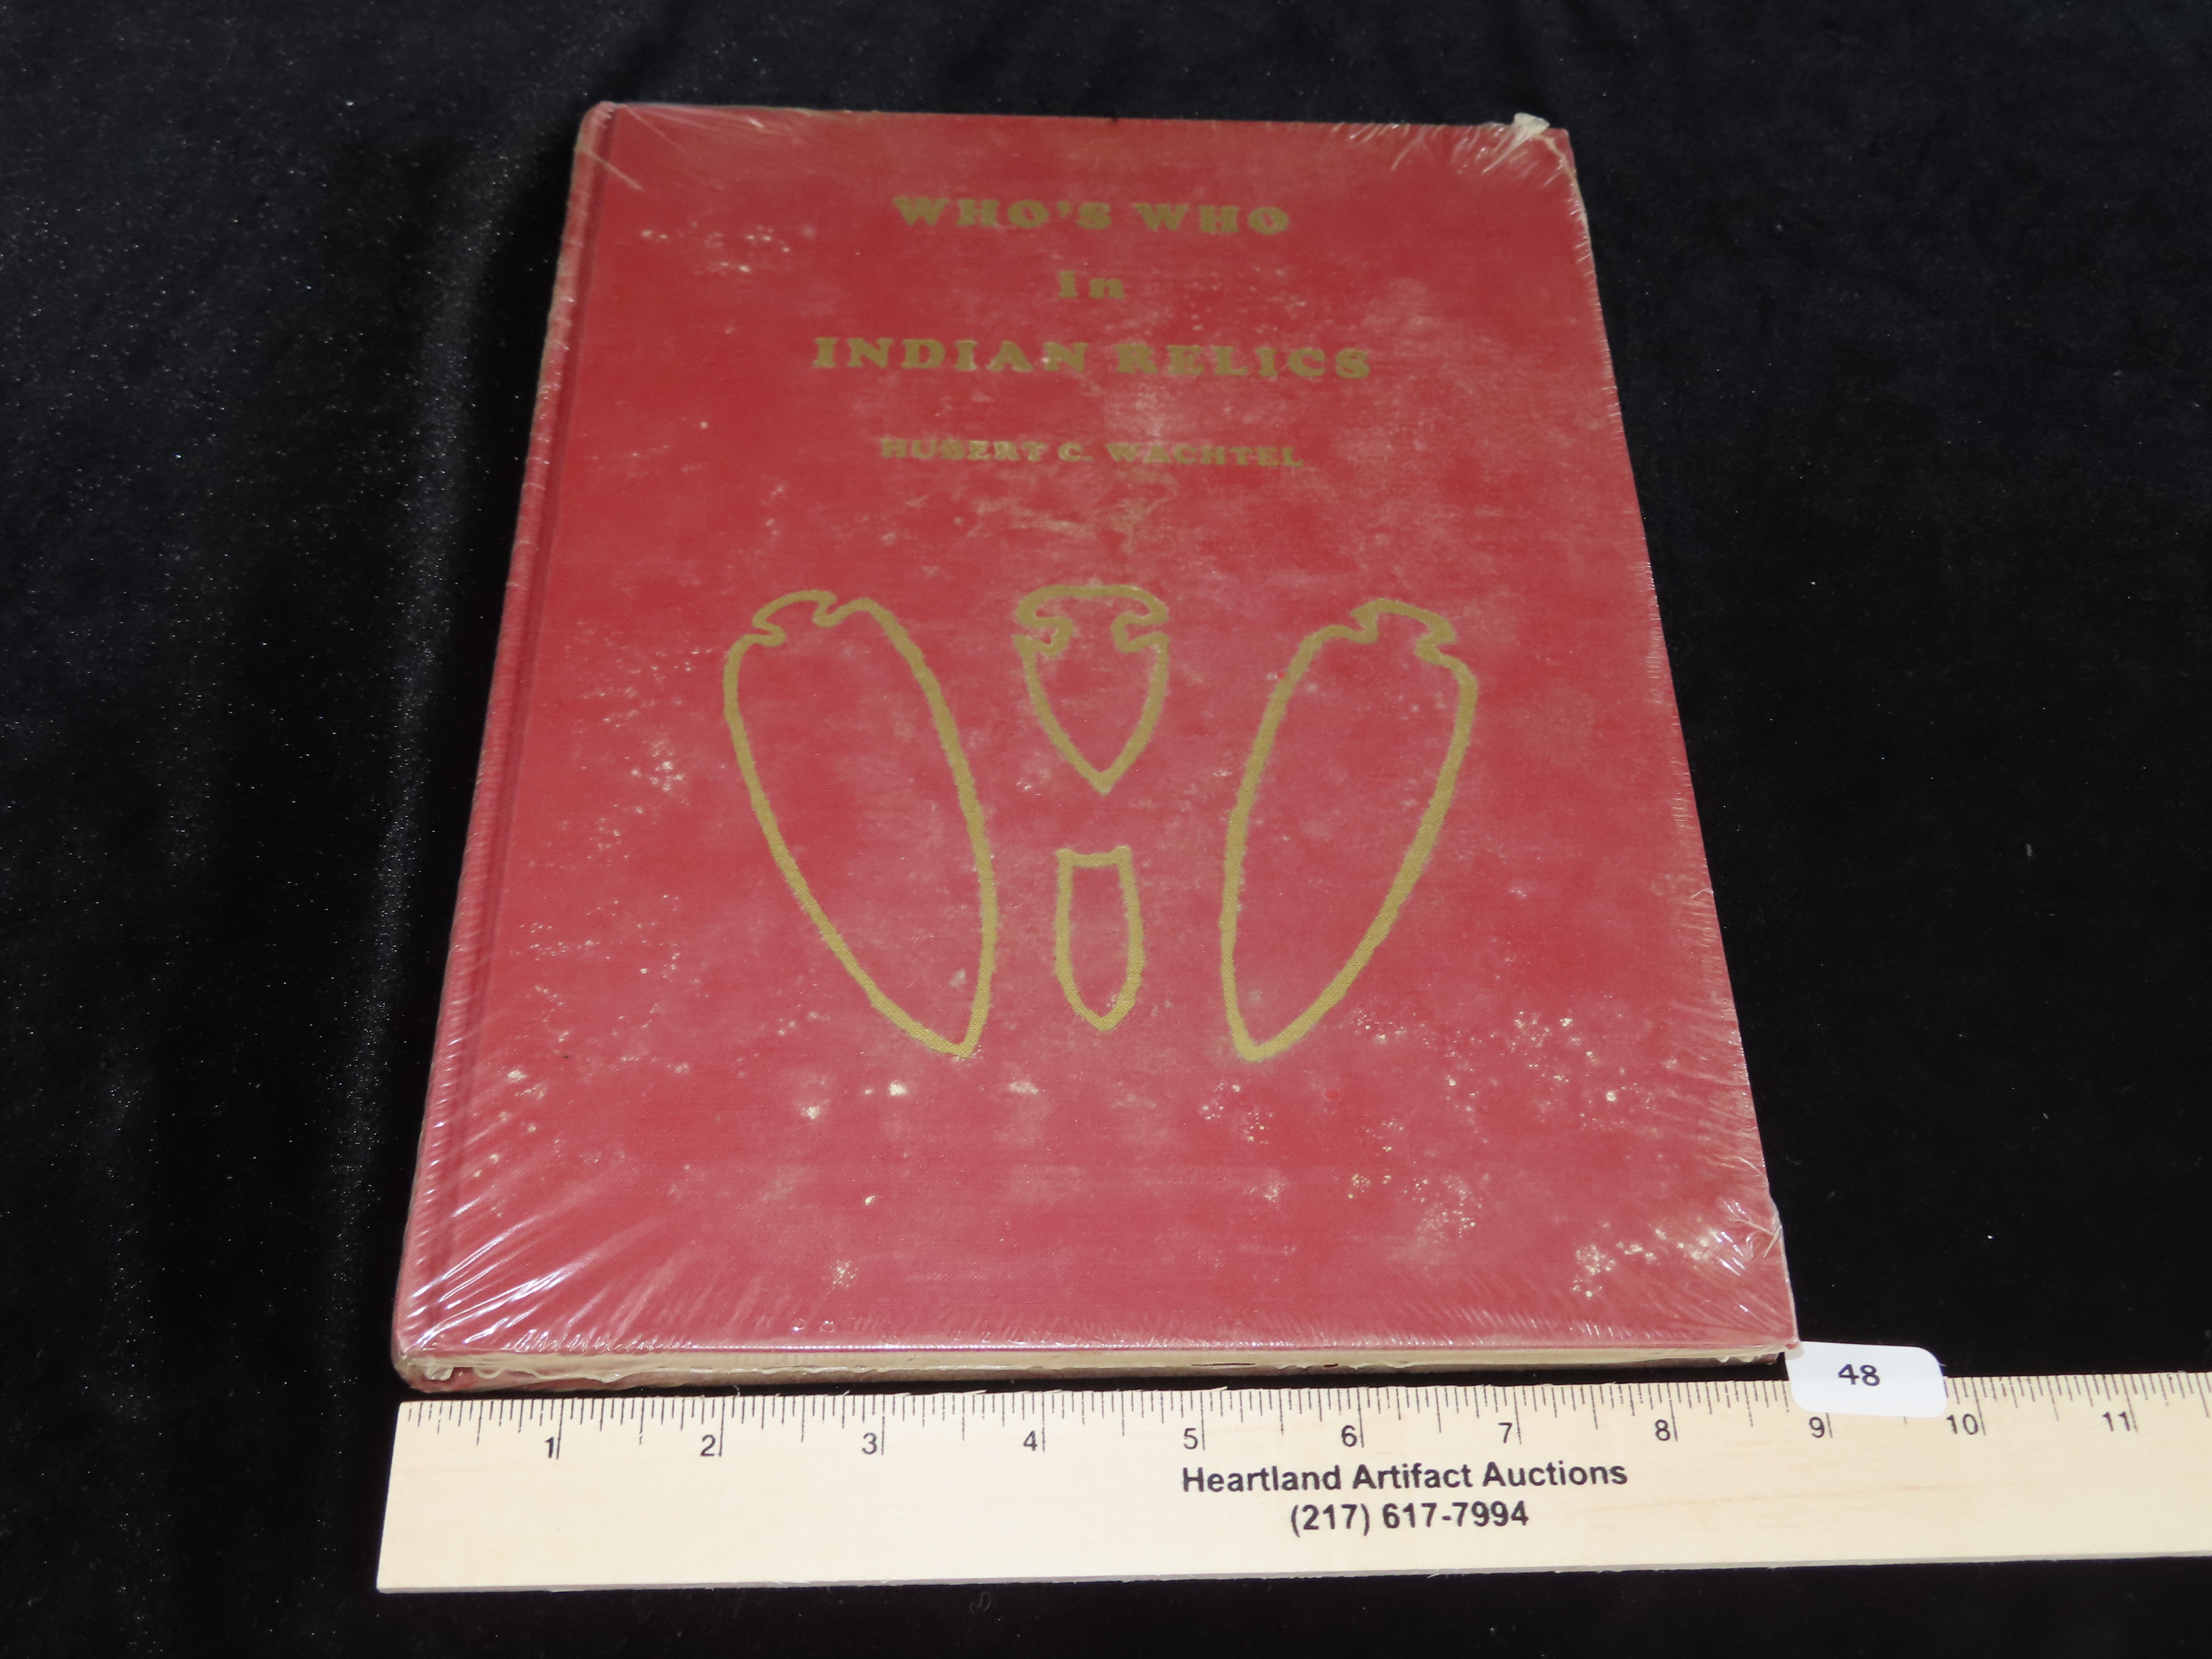 WHO'S WHO
in
INDIAN RELICS
HUBERT C. WACHTEL
48
1 2 3 4 5 6 7 8 9 10 11
Heartland Artifact Auctions
(217) 617-7994